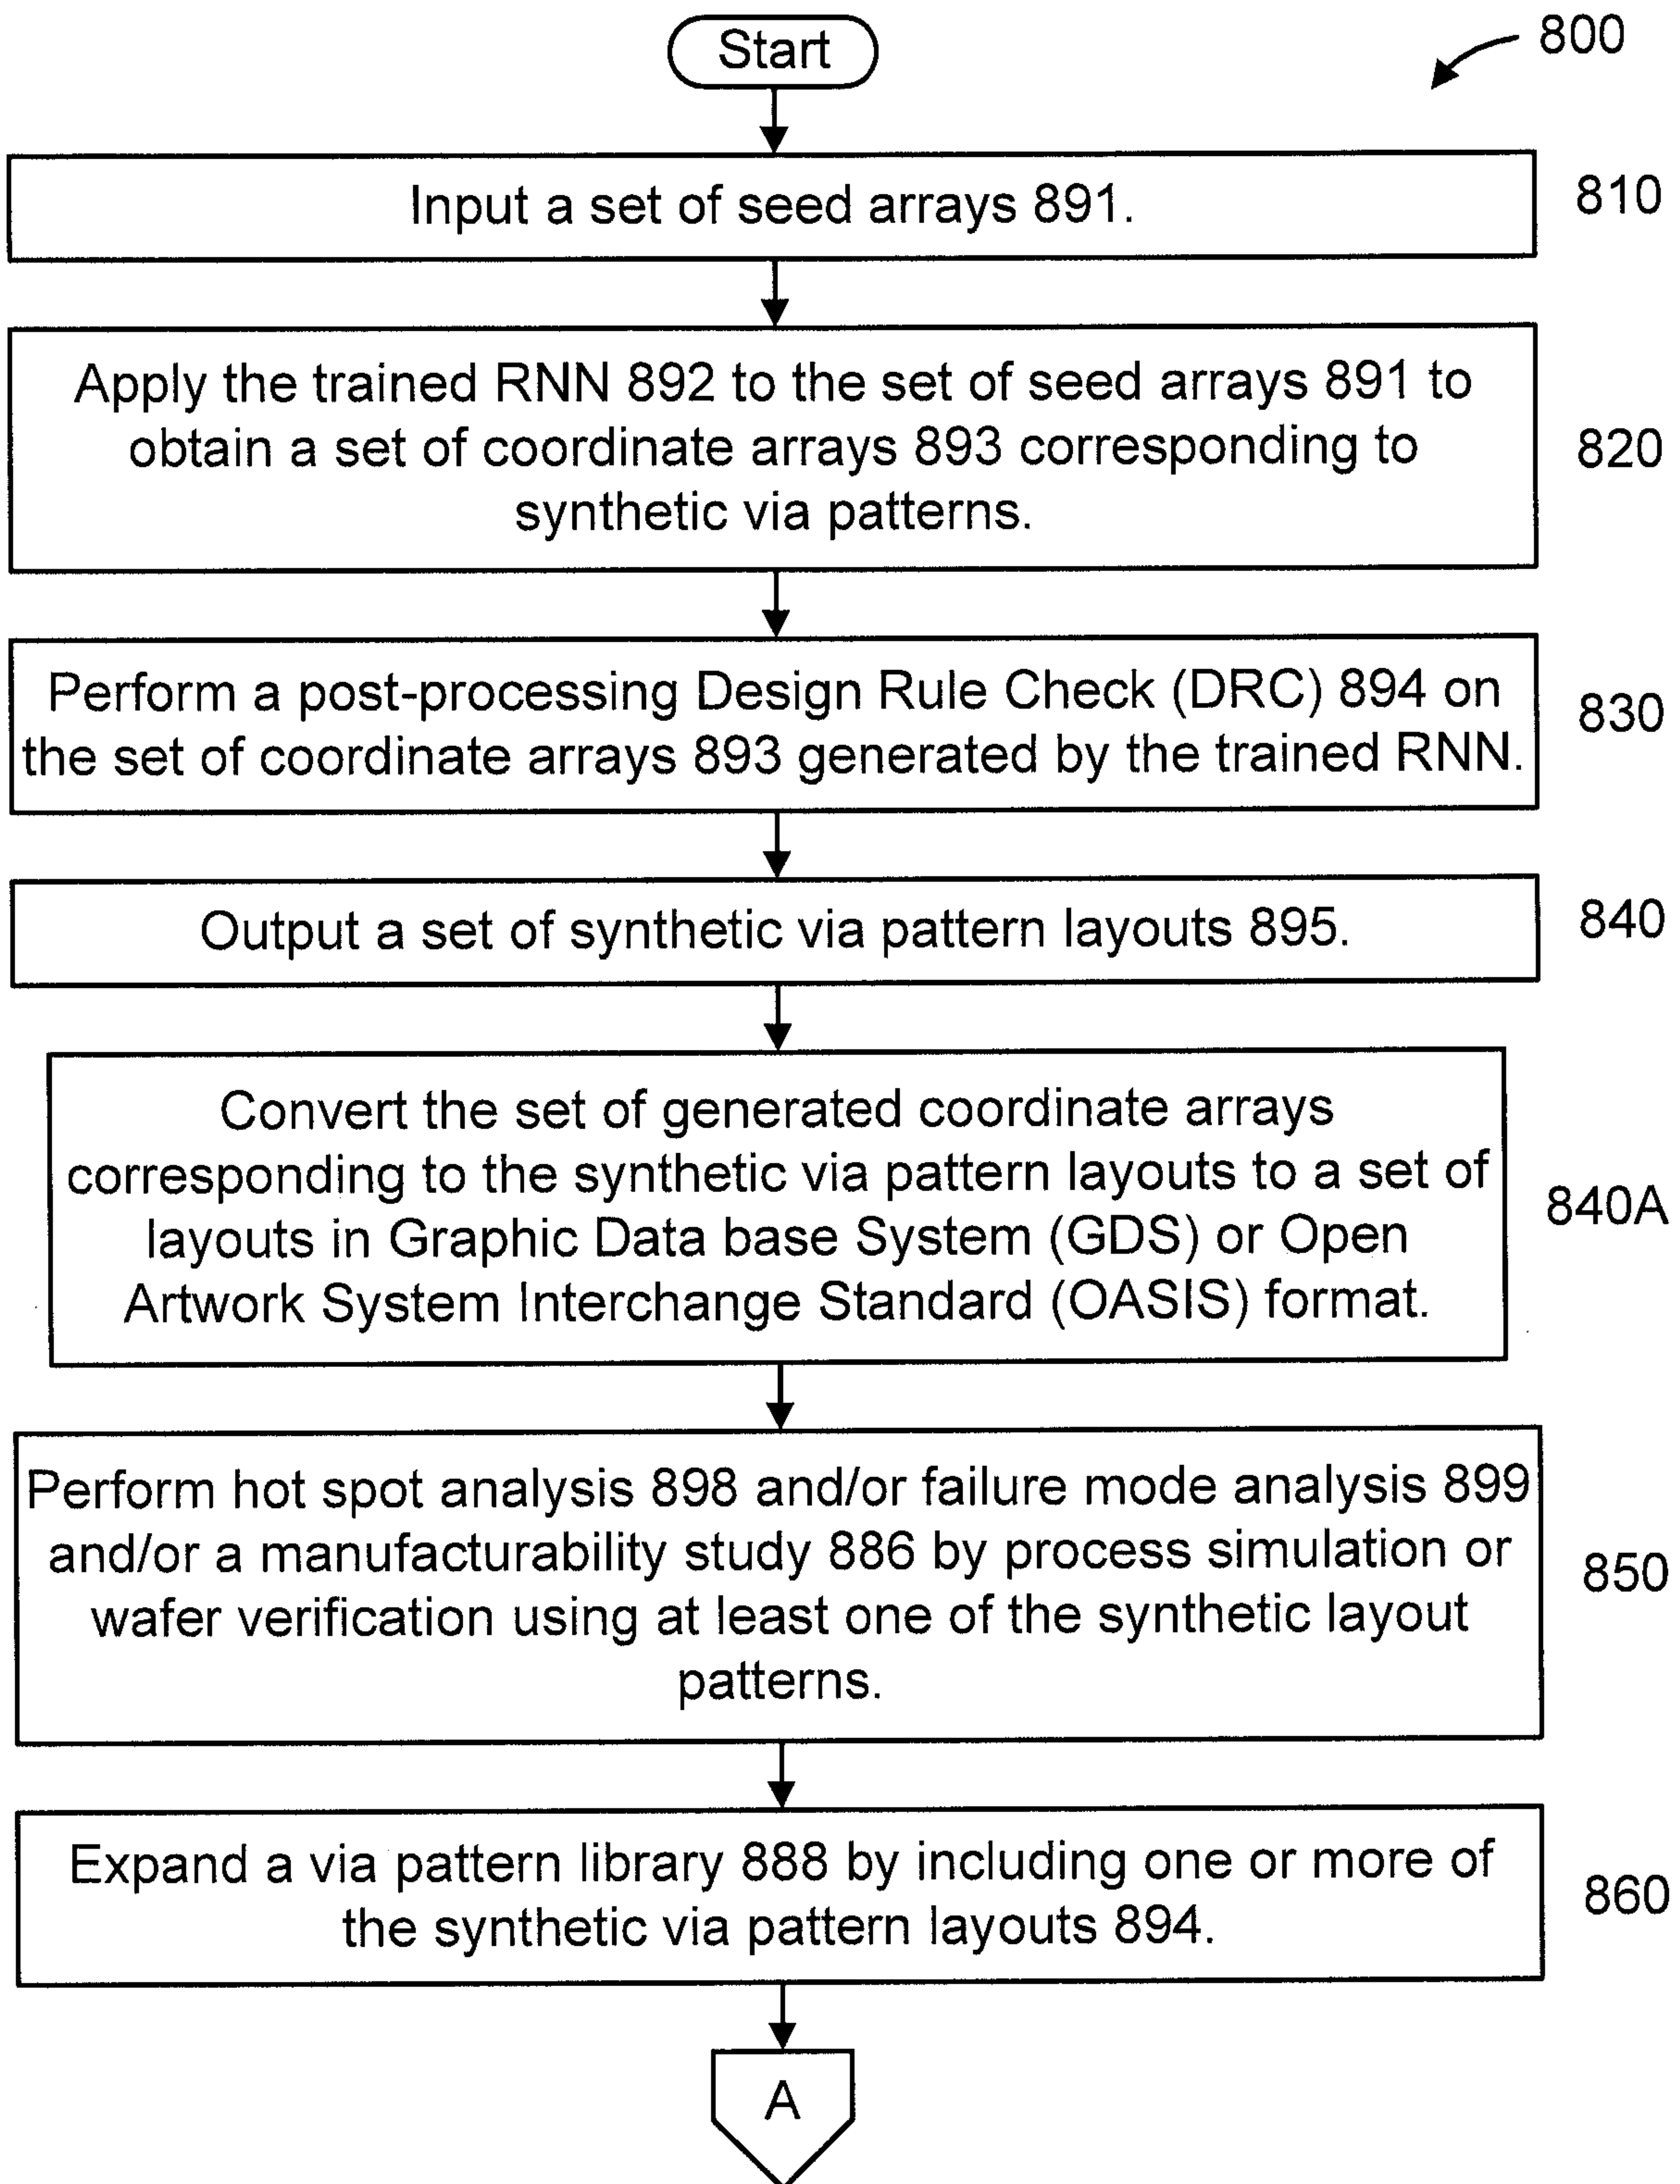 Start
800
Input a set of seed arrays 891.
810
Apply the trained RNN 892 to the set of seed arrays 891 to
obtain a set of coordinate arrays 893 corresponding to
synthetic via patterns.
820
Perform a post-processing Design Rule Check (DRC) 894 on
the set of coordinate arrays 893 generated by the trained RNN.
830
Output a set of synthetic via pattern layouts 895.
840
Convert the set of generated coordinate arrays
corresponding to the synthetic via pattern layouts to a set of
layouts in Graphic Data base System (GDS) or Open
Artwork System Interchange Standard (OASIS) format.
840A
Perform hot spot analysis 898 and/or failure mode analysis 899
and/or a manufacturability study 886 by process simulation or
wafer verification using at least one of the synthetic layout
patterns.
850
Expand a via pattern library 888 by including one or more of
the synthetic via pattern layouts 894.
860
A